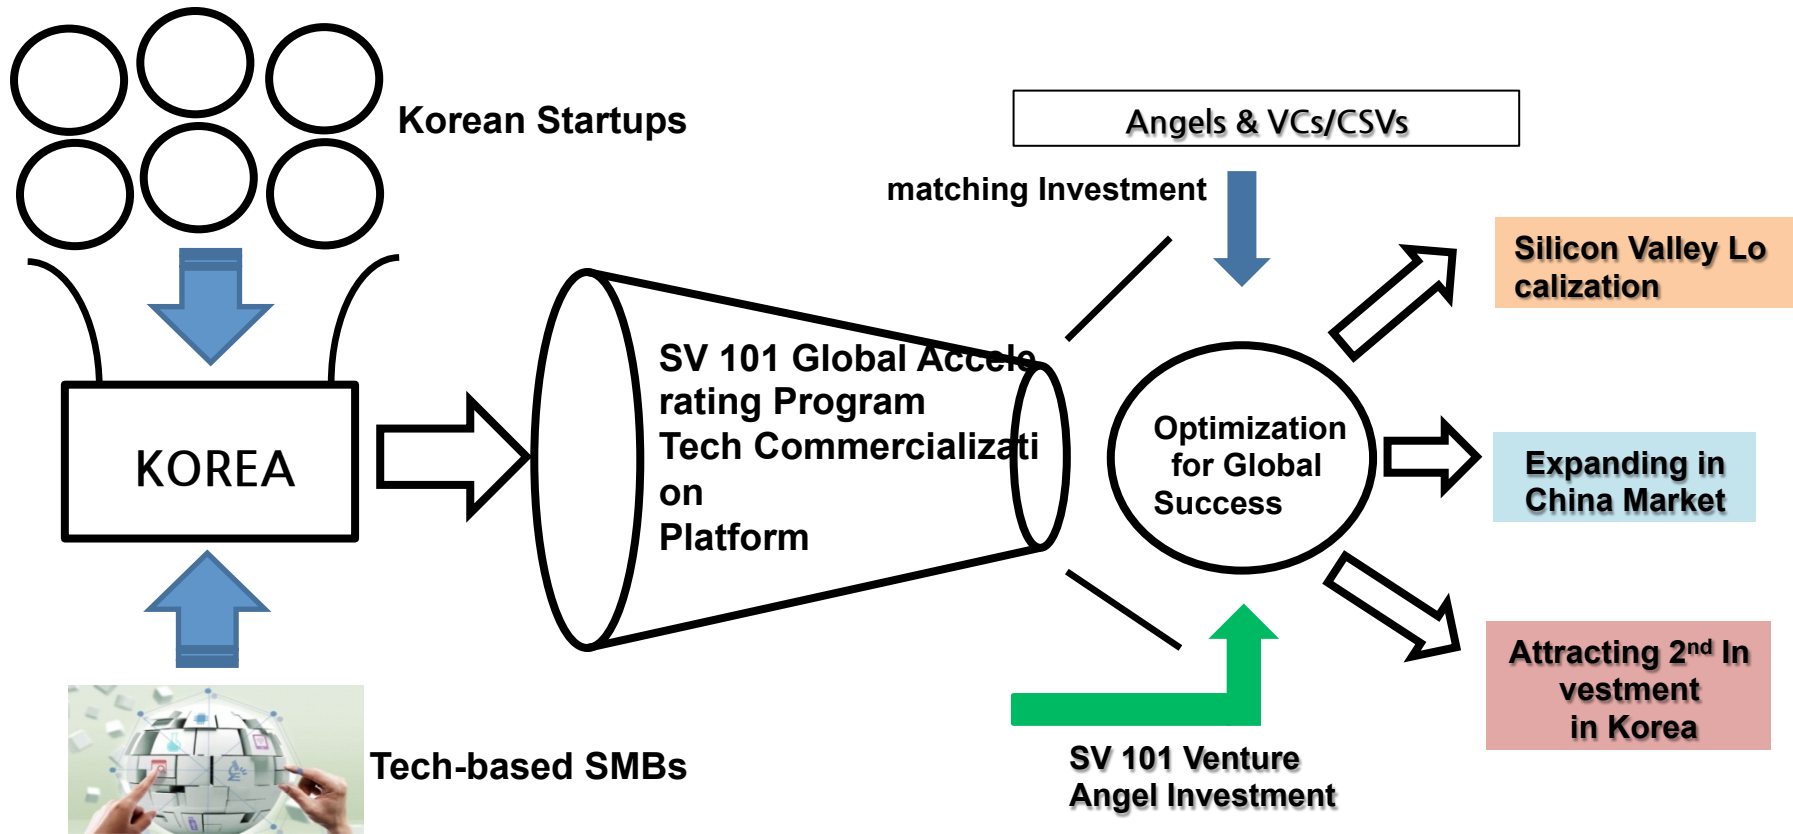 Korean Startups
Angels & VCs/CSVs
matching Investment
Silicon Valley Lo
calization
SV 101 Global Accele
rating Program
Tech Commercializati
on
Platform
KOREA
Optimization
for Global
Success
Expanding in
China Market
Attracting 2nd In
vestment
in Korea
Tech-based SMBs
SV 101 Venture
Angel Investment